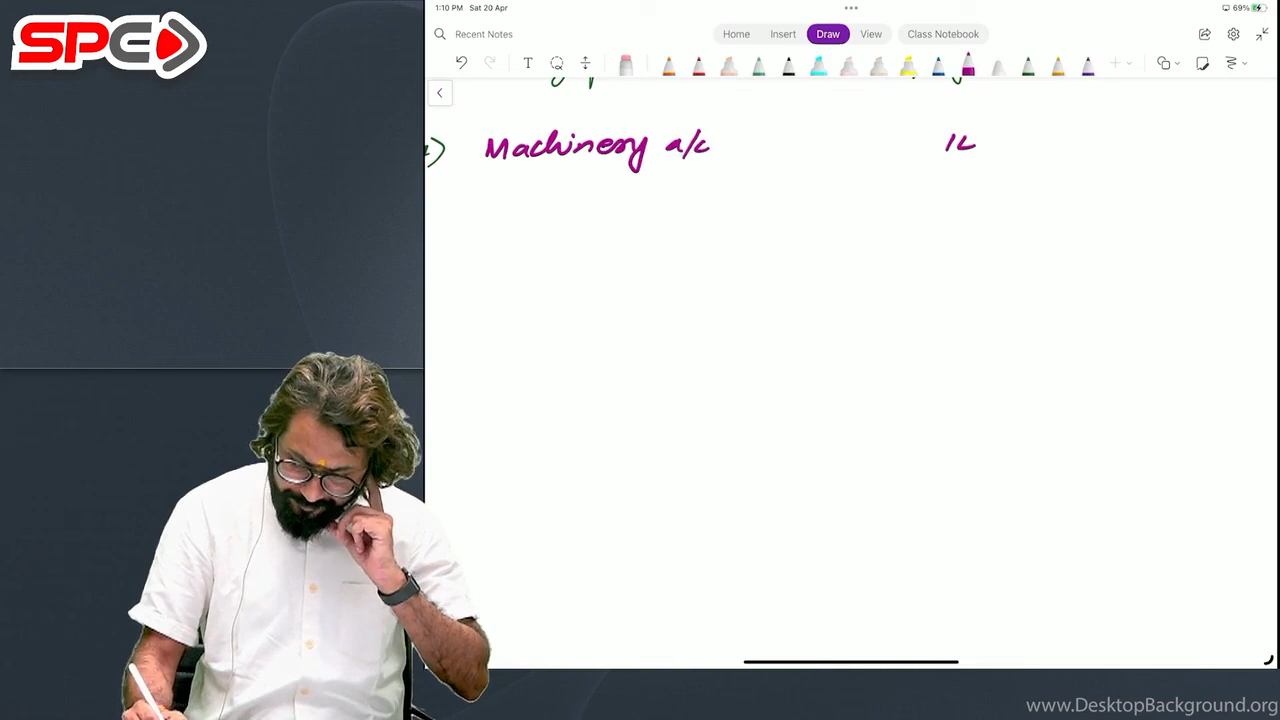 SPC
1:10 PM Sat 20 Apr
69%
Recent Notes
Home Insert Draw View Class Notebook
T
Machinery a/c 1L
www.DesktopBackground.org